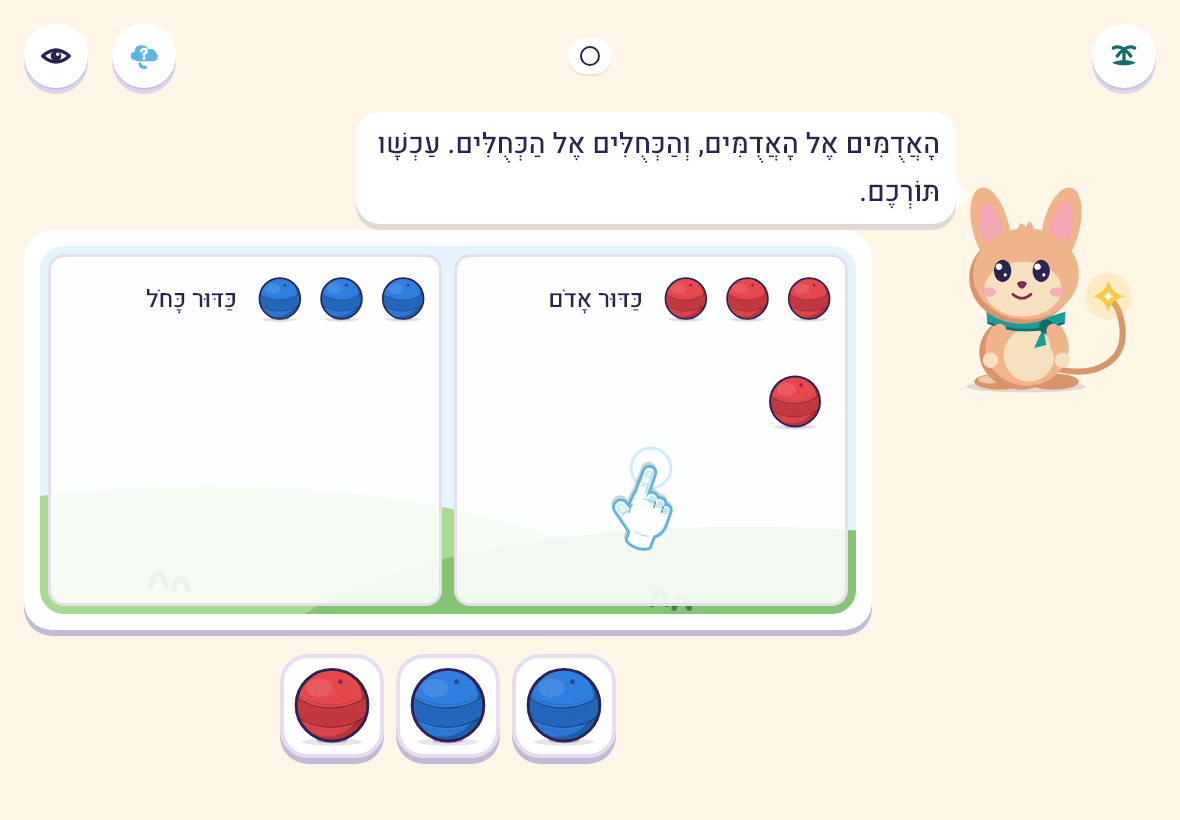 הָאֲדֻמִּים אֶל הָאֲדֻמִּים, וְהַכְּחֻלִּים אֶל הַכְּחֻלִּים. עַכְשָׁו
תּוֹרְכֶם.
כַּדּוּר אָדֹם
כַּדּוּר כָּחֹל